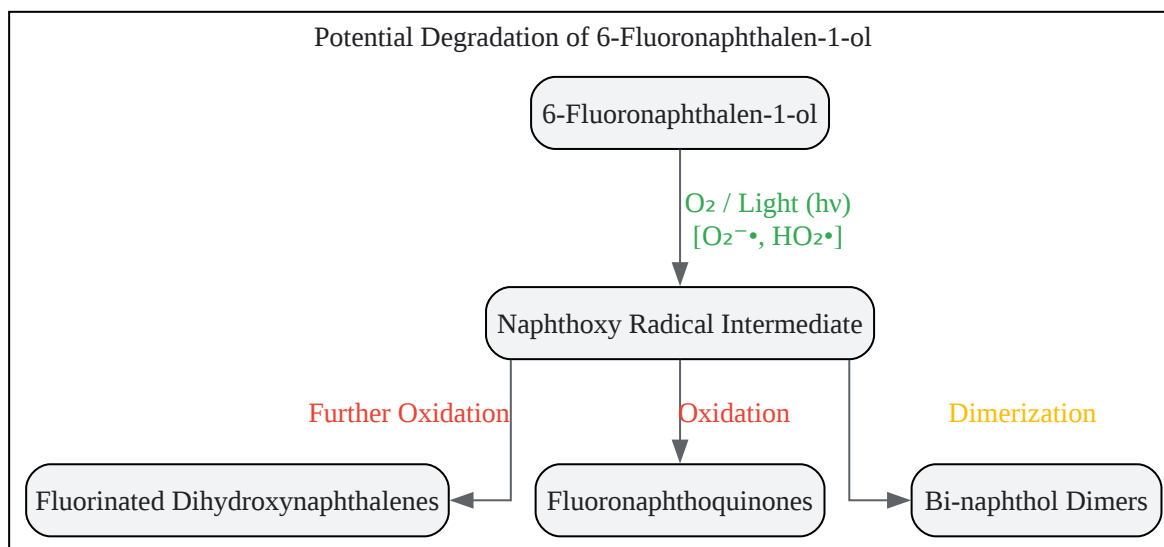 Potential Degradation of 6-Fluoronaphthalen-1-ol
6-Fluoronaphthalen-1-ol
O₂ / Light (hν)
[O₂⁻•, HO₂•]
Naphthoxy Radical Intermediate
Further Oxidation
Oxidation
Dimerization
Fluorinated Dihydroxynaphthalenes
Fluoronaphthoquinones
Bi-naphthol Dimers